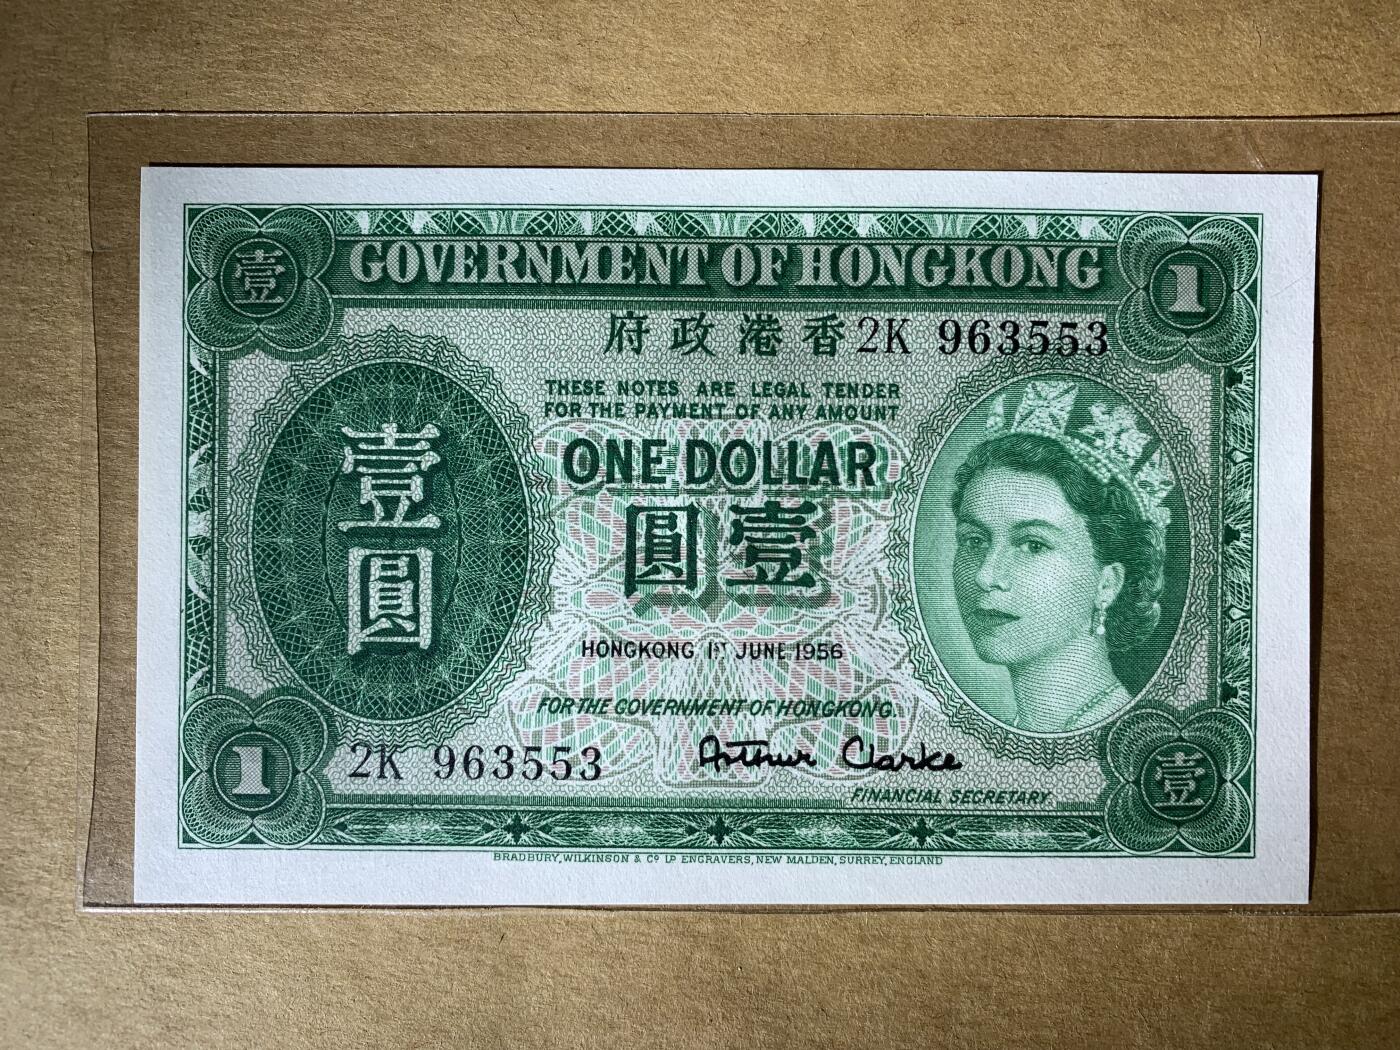 壹
GOVERNMENT OF HONGKONG
1
府政港香
2K 963553
THESE NOTES ARE LEGAL TENDER
FOR THE PAYMENT OF ANY AMOUNT
ONE DOLLAR
壹圓
圓壹
HONGKONG 1ST JUNE 1956
FOR THE GOVERNMENT OF HONGKONG.
1
2K 963553
Arthur Clarke
FINANCIAL SECRETARY.
壹
BRADBURY, WILKINSON & Co. LD. ENGRAVERS, NEW MALDEN, SURREY, ENGLAND